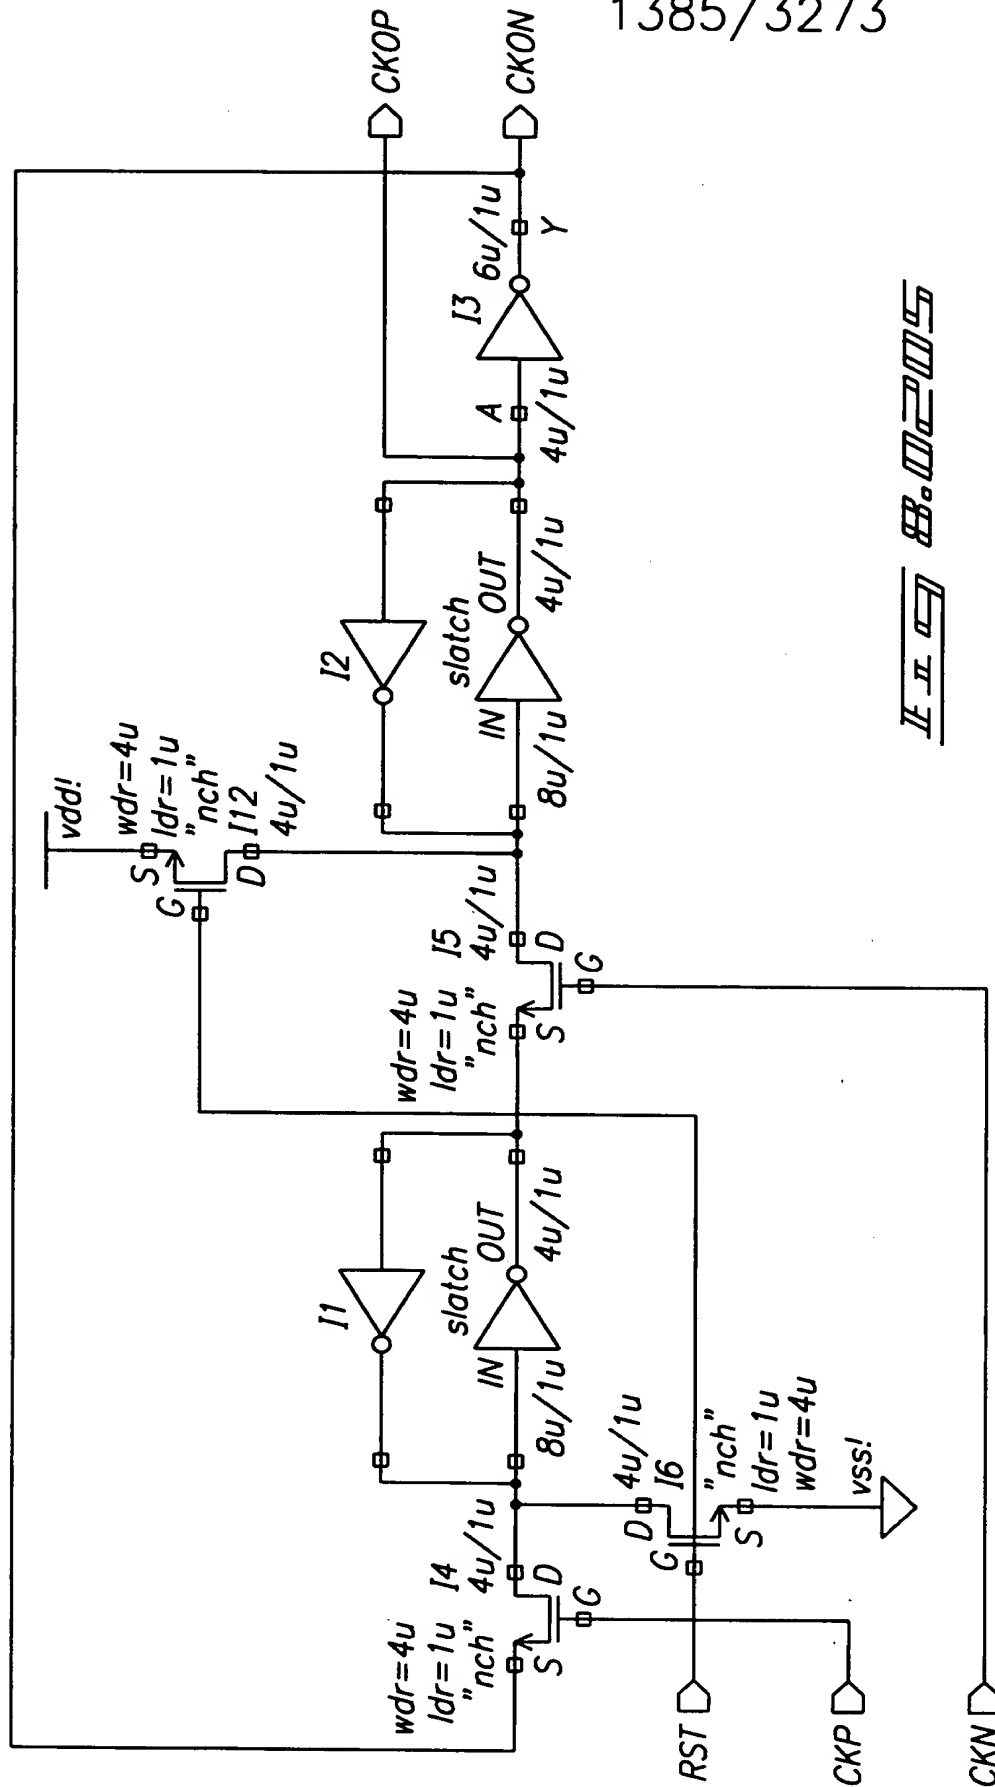 1385/3273
CKOP
CKON
vdd!
wdr=4u
ldr=1u
"nch"
I12
4u/1u
S
G
D
I2
slatch
IN
OUT
8u/1u
4u/1u
I3
6u/1u
A
4u/1u
Y
wdr=4u
ldr=1u
"nch"
I5
4u/1u
S
D
G
I1
slatch
IN
OUT
8u/1u
4u/1u
wdr=4u
ldr=1u
"nch"
I4
4u/1u
S
D
G
4u/1u
I6
"nch"
ldr=1u
wdr=4u
D
G
S
vss!
RST
CKP
CKN
Fig 8.0205